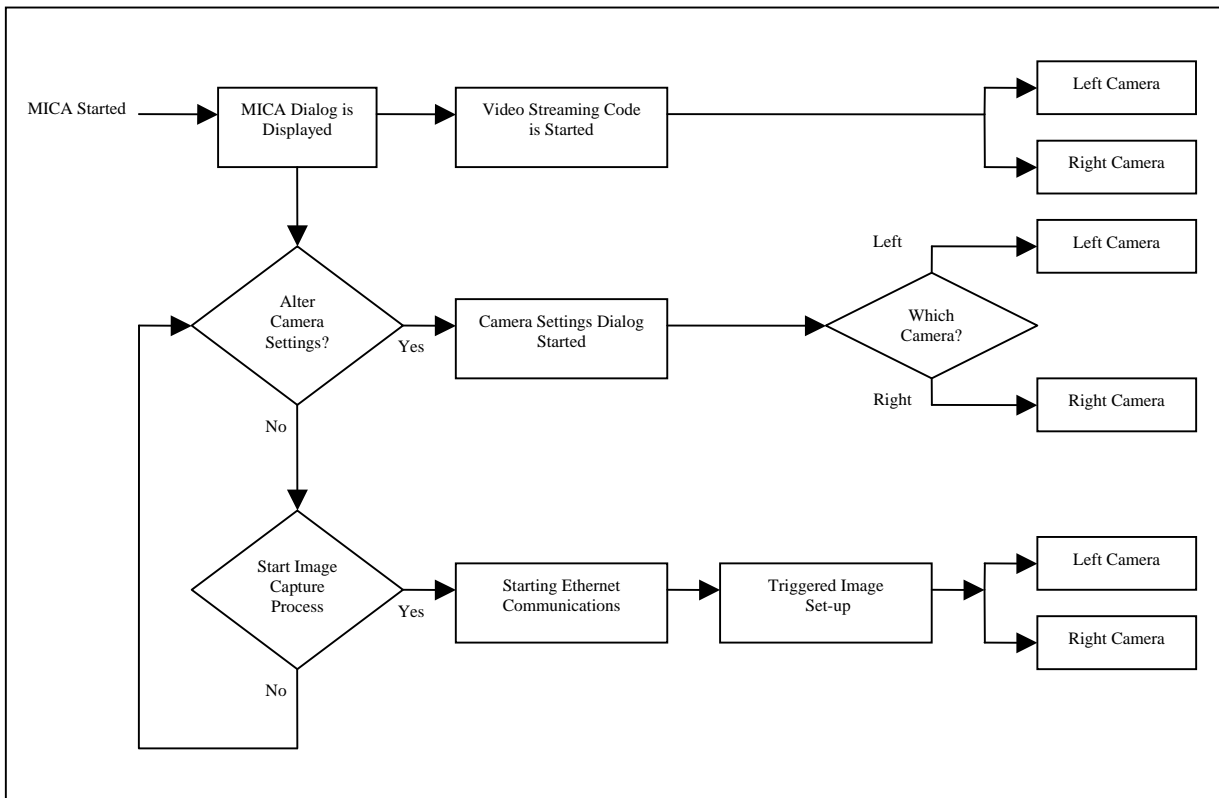 MICA Started
MICA Dialog is
Displayed
Video Streaming Code
is Started
Left Camera
Right Camera
Alter
Camera
Settings?
Yes
No
Camera Settings Dialog
Started
Which
Camera?
Left
Left Camera
Right
Right Camera
Start Image
Capture
Process
Yes
No
Starting Ethernet
Communications
Triggered Image
Set-up
Left Camera
Right Camera